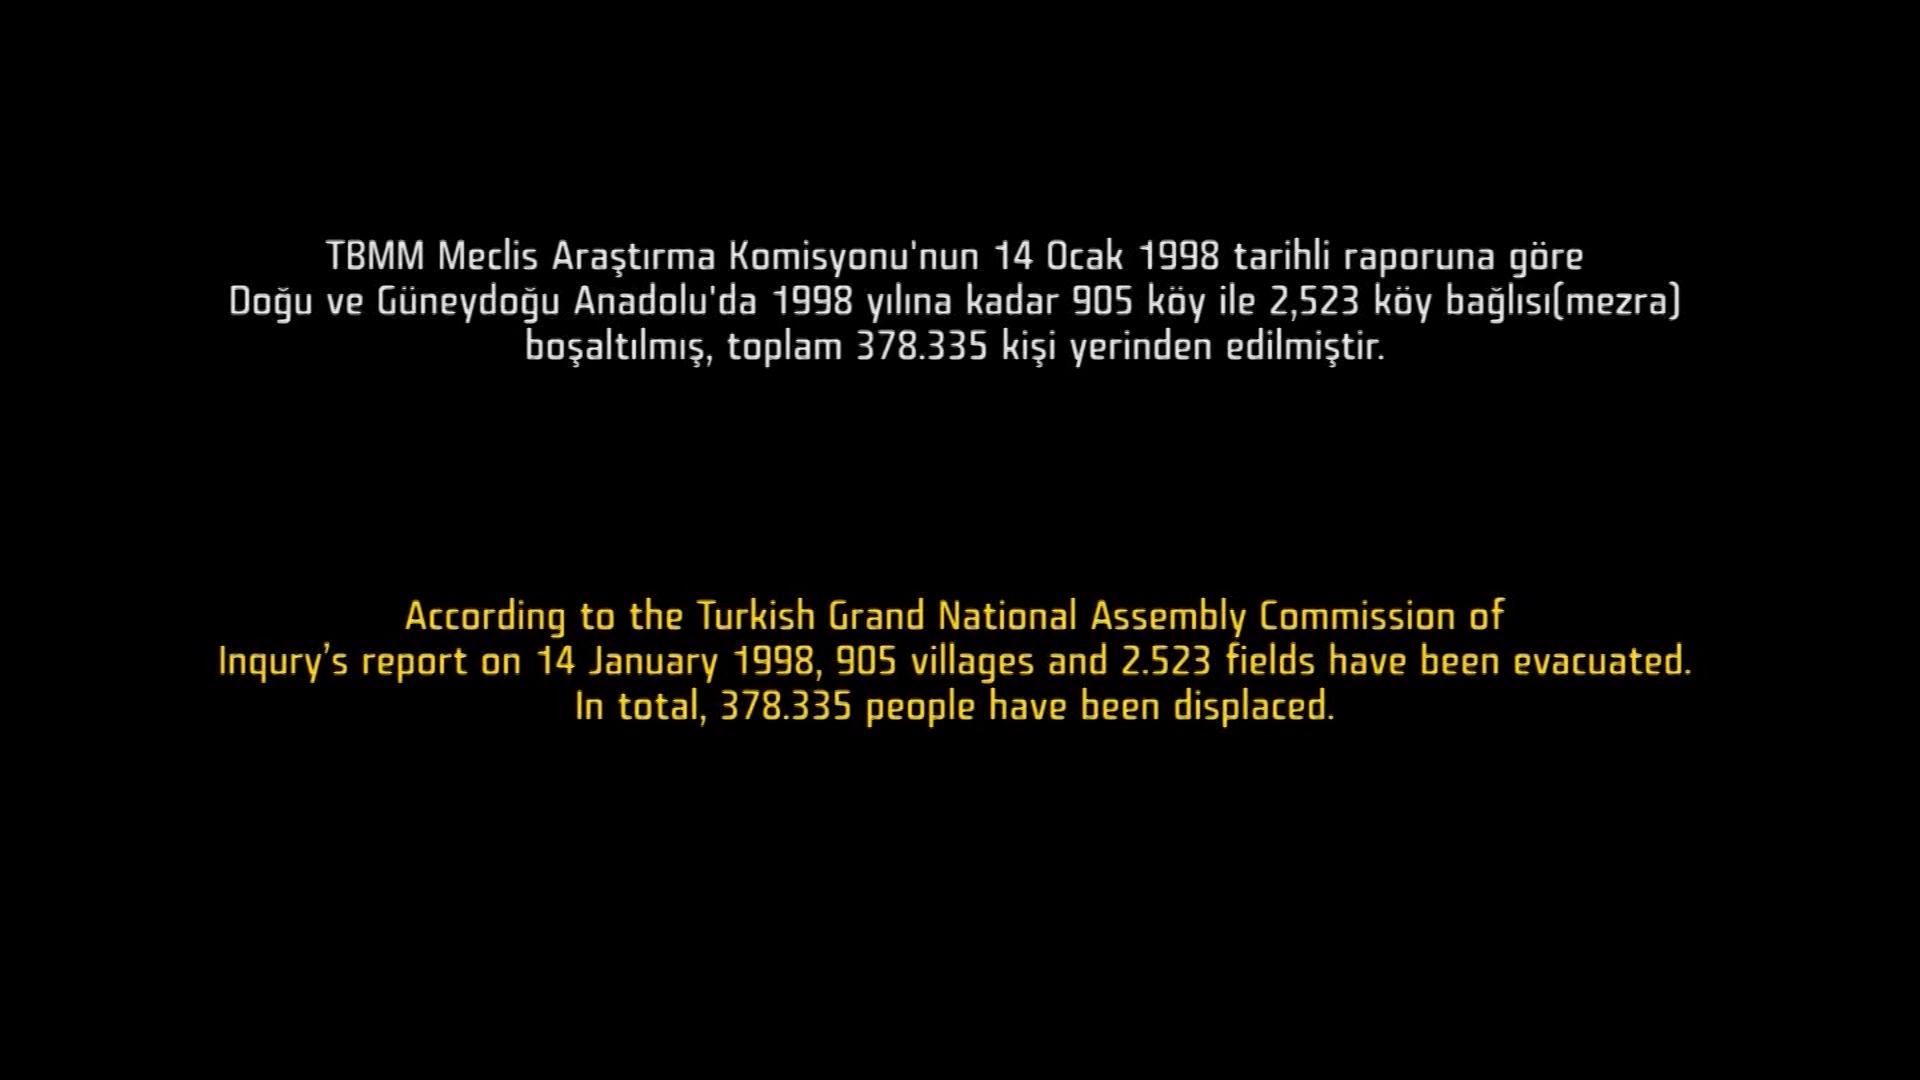 TBMM Meclis Araştırma Komisyonu'nun 14 Ocak 1998 tarihli raporuna göre
Doğu ve Güneydoğu Anadolu'da 1998 yılına kadar 905 köy ile 2,523 köy bağlısı(mezra)
boşaltılmış, toplam 378.335 kişi yerinden edilmiştir.
According to the Turkish Grand National Assembly Commission of
Inqury’s report on 14 January 1998, 905 villages and 2.523 fields have been evacuated.
In total, 378.335 people have been displaced.